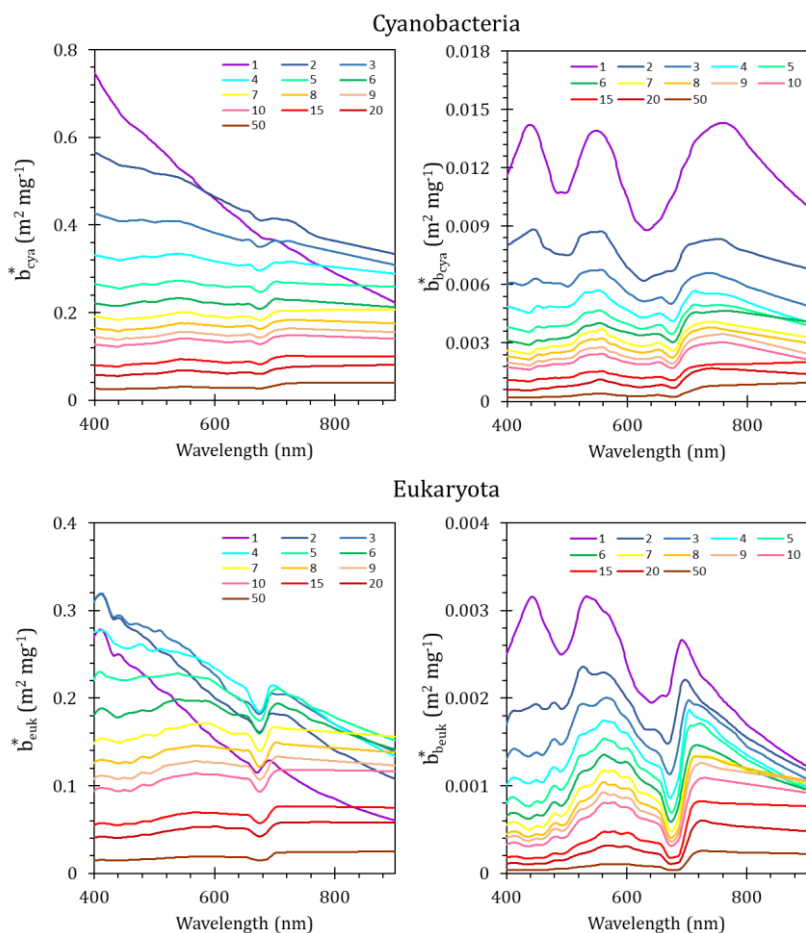 Cyanobacteria
b*cya (m² mg⁻¹)
0.8
0.6
0.4
0.2
0
1 2 3
4 5 6
7 8 9
10 15 20
50
400 600 800
Wavelength (nm)
b*bcya (m² mg⁻¹)
0.018
0.015
0.012
0.009
0.006
0.003
0
1 2 3 4 5
6 7 8 9 10
15 20 50
400 600 800
Wavelength (nm)
Eukaryota
b*euk (m² mg⁻¹)
0.4
0.3
0.2
0.1
0
1 2 3
4 5 6
7 8 9
10 15 20
50
400 600 800
Wavelength (nm)
b*beuk (m² mg⁻¹)
0.004
0.003
0.002
0.001
0.000
1 2 3 4 5
6 7 8 9 10
15 20 50
400 600 800
Wavelength (nm)